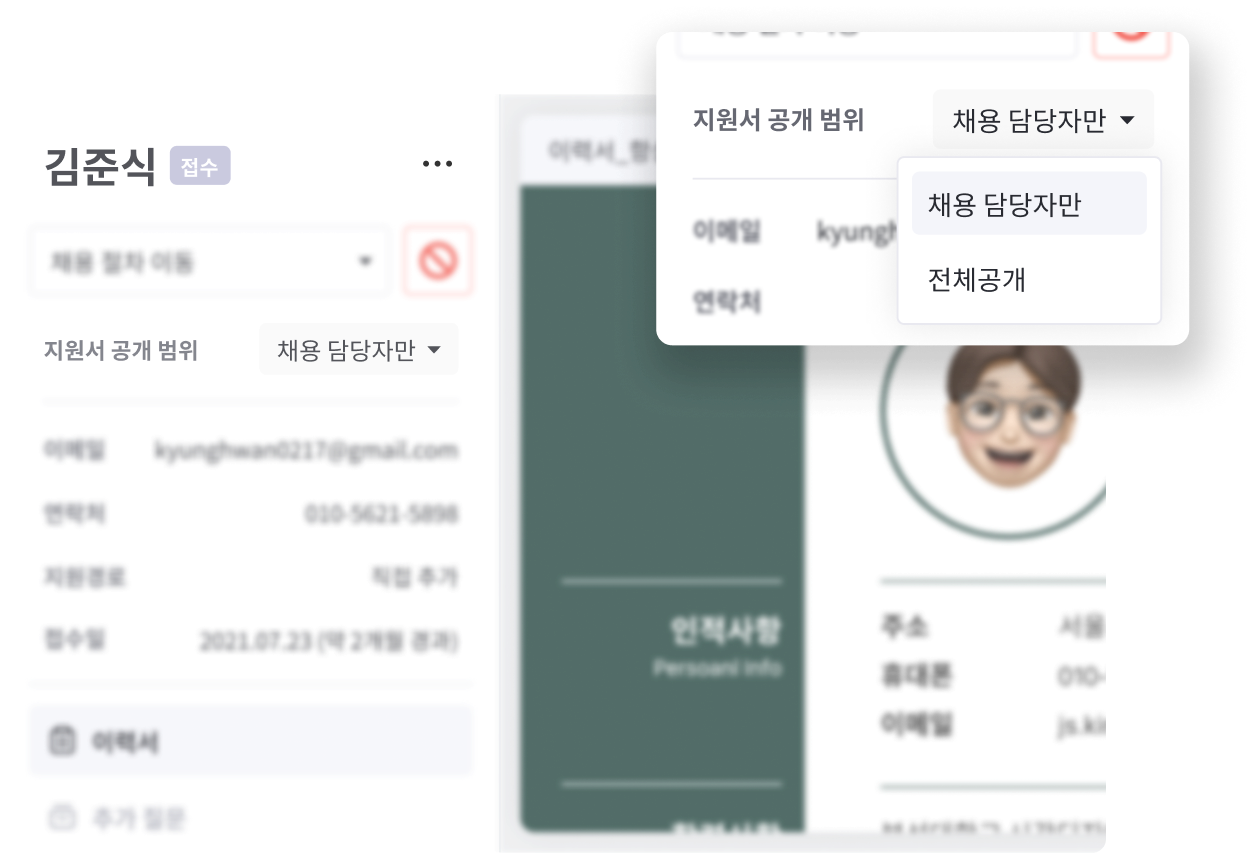 김준식 접수
채용 절차 이동
지원서 공개 범위 채용 담당자만
이메일 kyunghwan0217@gmail.com
연락처 010-5621-5898
지원경로 직접 추가
접수일 2021.07.23 (약 2개월 경과)
이력서
추가 질문
이력서_
지원서 공개 범위 채용 담당자만
채용 담당자만
전체공개
이메일 kyungh
연락처
인적사항
Persoanl Info
주소 서울
휴대폰 010-
이메일 js.ki